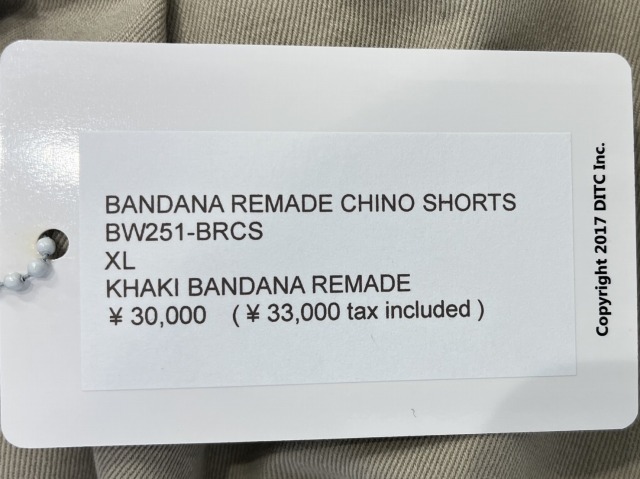 BANDANA REMADE CHINO SHORTS
BW251-BRCS
XL
KHAKI BANDANA REMADE
¥ 30,000 ( ¥ 33,000 tax included )
Copyright 2017 DITC Inc.